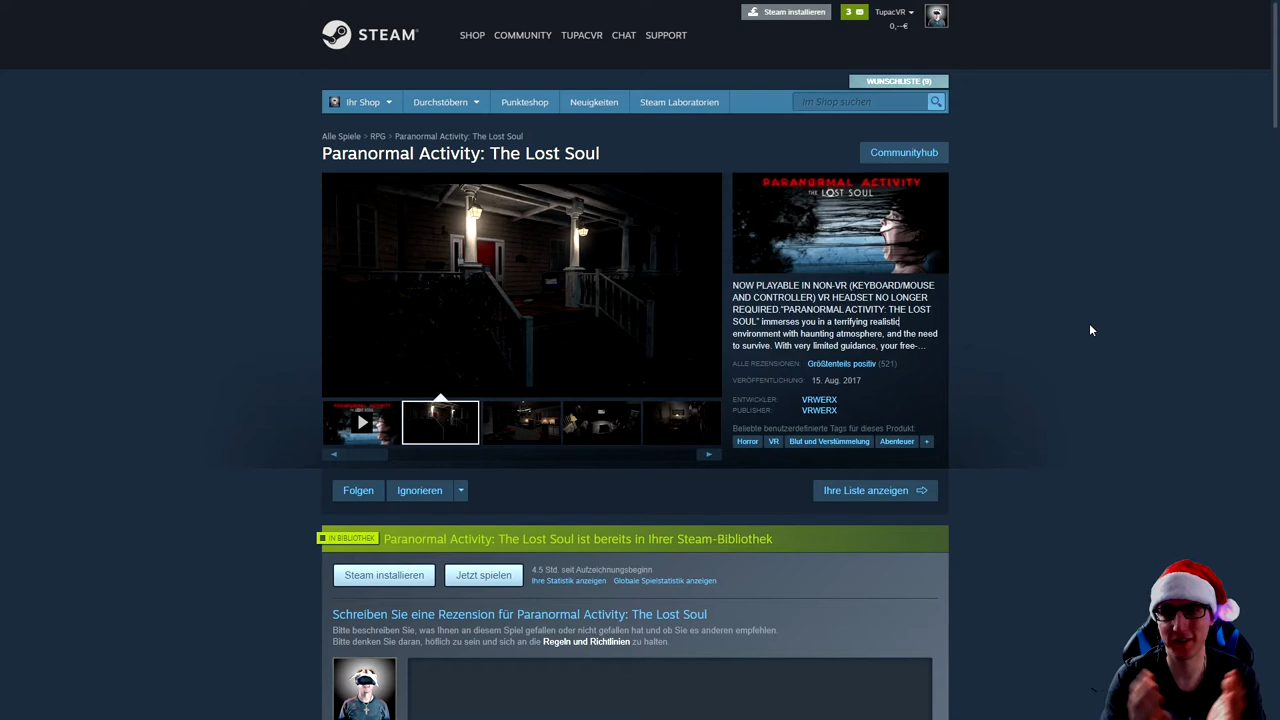 Steam installieren
3
TupacVR
0,--€
STEAM
SHOP COMMUNITY TUPACVR CHAT SUPPORT
WUNSCHLISTE (9)
Ihr Shop Durchstöbern Punkteshop Neuigkeiten Steam Laboratorien Im Shop suchen
Alle Spiele > RPG > Paranormal Activity: The Lost Soul
Paranormal Activity: The Lost Soul
Communityhub
PARANORMAL ACTIVITY
THE LOST SOUL
NOW PLAYABLE IN NON-VR (KEYBOARD/MOUSE
AND CONTROLLER) VR HEADSET NO LONGER
REQUIRED."PARANORMAL ACTIVITY: THE LOST
SOUL" immerses you in a terrifying realistic
environment with haunting atmosphere, and the need
to survive. With very limited guidance, your free-...
ALLE REZENSIONEN: Größtenteils positiv (521)
VERÖFFENTLICHUNG: 15. Aug. 2017
ENTWICKLER: VRWERX
PUBLISHER: VRWERX
Beliebte benutzerdefinierte Tags für dieses Produkt:
Horror VR Blut und Verstümmelung Abenteuer +
Folgen Ignorieren Ihre Liste anzeigen
IN BIBLIOTHEK Paranormal Activity: The Lost Soul ist bereits in Ihrer Steam-Bibliothek
Steam installieren Jetzt spielen
4.5 Std. seit Aufzeichnungsbeginn
Ihre Statistik anzeigen Globale Spielstatistik anzeigen
Schreiben Sie eine Rezension für Paranormal Activity: The Lost Soul
Bitte beschreiben Sie, was Ihnen an diesem Spiel gefallen oder nicht gefallen hat und ob Sie es anderen empfehlen.
Bitte denken Sie daran, höflich zu sein und sich an die Regeln und Richtlinien zu halten.